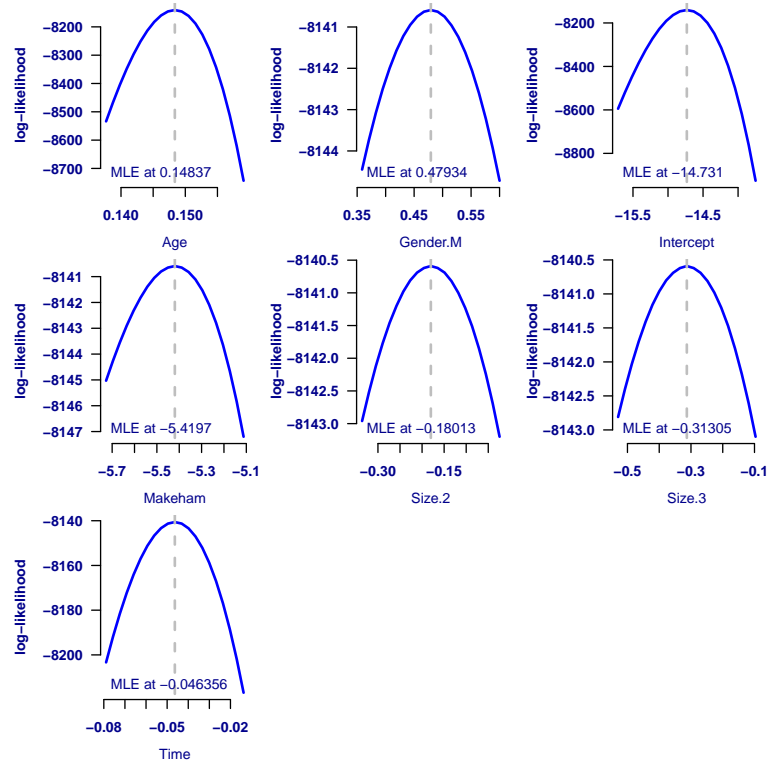 log−likelihood
−8200
−8300
−8400
−8500
−8600
−8700
MLE at 0.14837
0.140 0.150
Age
log−likelihood
−8141
−8142
−8143
−8144
MLE at 0.47934
0.35 0.45 0.55
Gender.M
log−likelihood
−8200
−8400
−8600
−8800
MLE at −14.731
−15.5 −14.5
Intercept
log−likelihood
−8141
−8142
−8143
−8144
−8145
−8146
−8147
MLE at −5.4197
−5.7 −5.5 −5.3 −5.1
Makeham
log−likelihood
−8140.5
−8141.0
−8141.5
−8142.0
−8142.5
−8143.0
MLE at −0.18013
−0.30 −0.15
Size.2
log−likelihood
−8140.5
−8141.0
−8141.5
−8142.0
−8142.5
−8143.0
MLE at −0.31305
−0.5 −0.3 −0.1
Size.3
log−likelihood
−8140
−8160
−8180
−8200
MLE at −0.046356
−0.08 −0.05 −0.02
Time